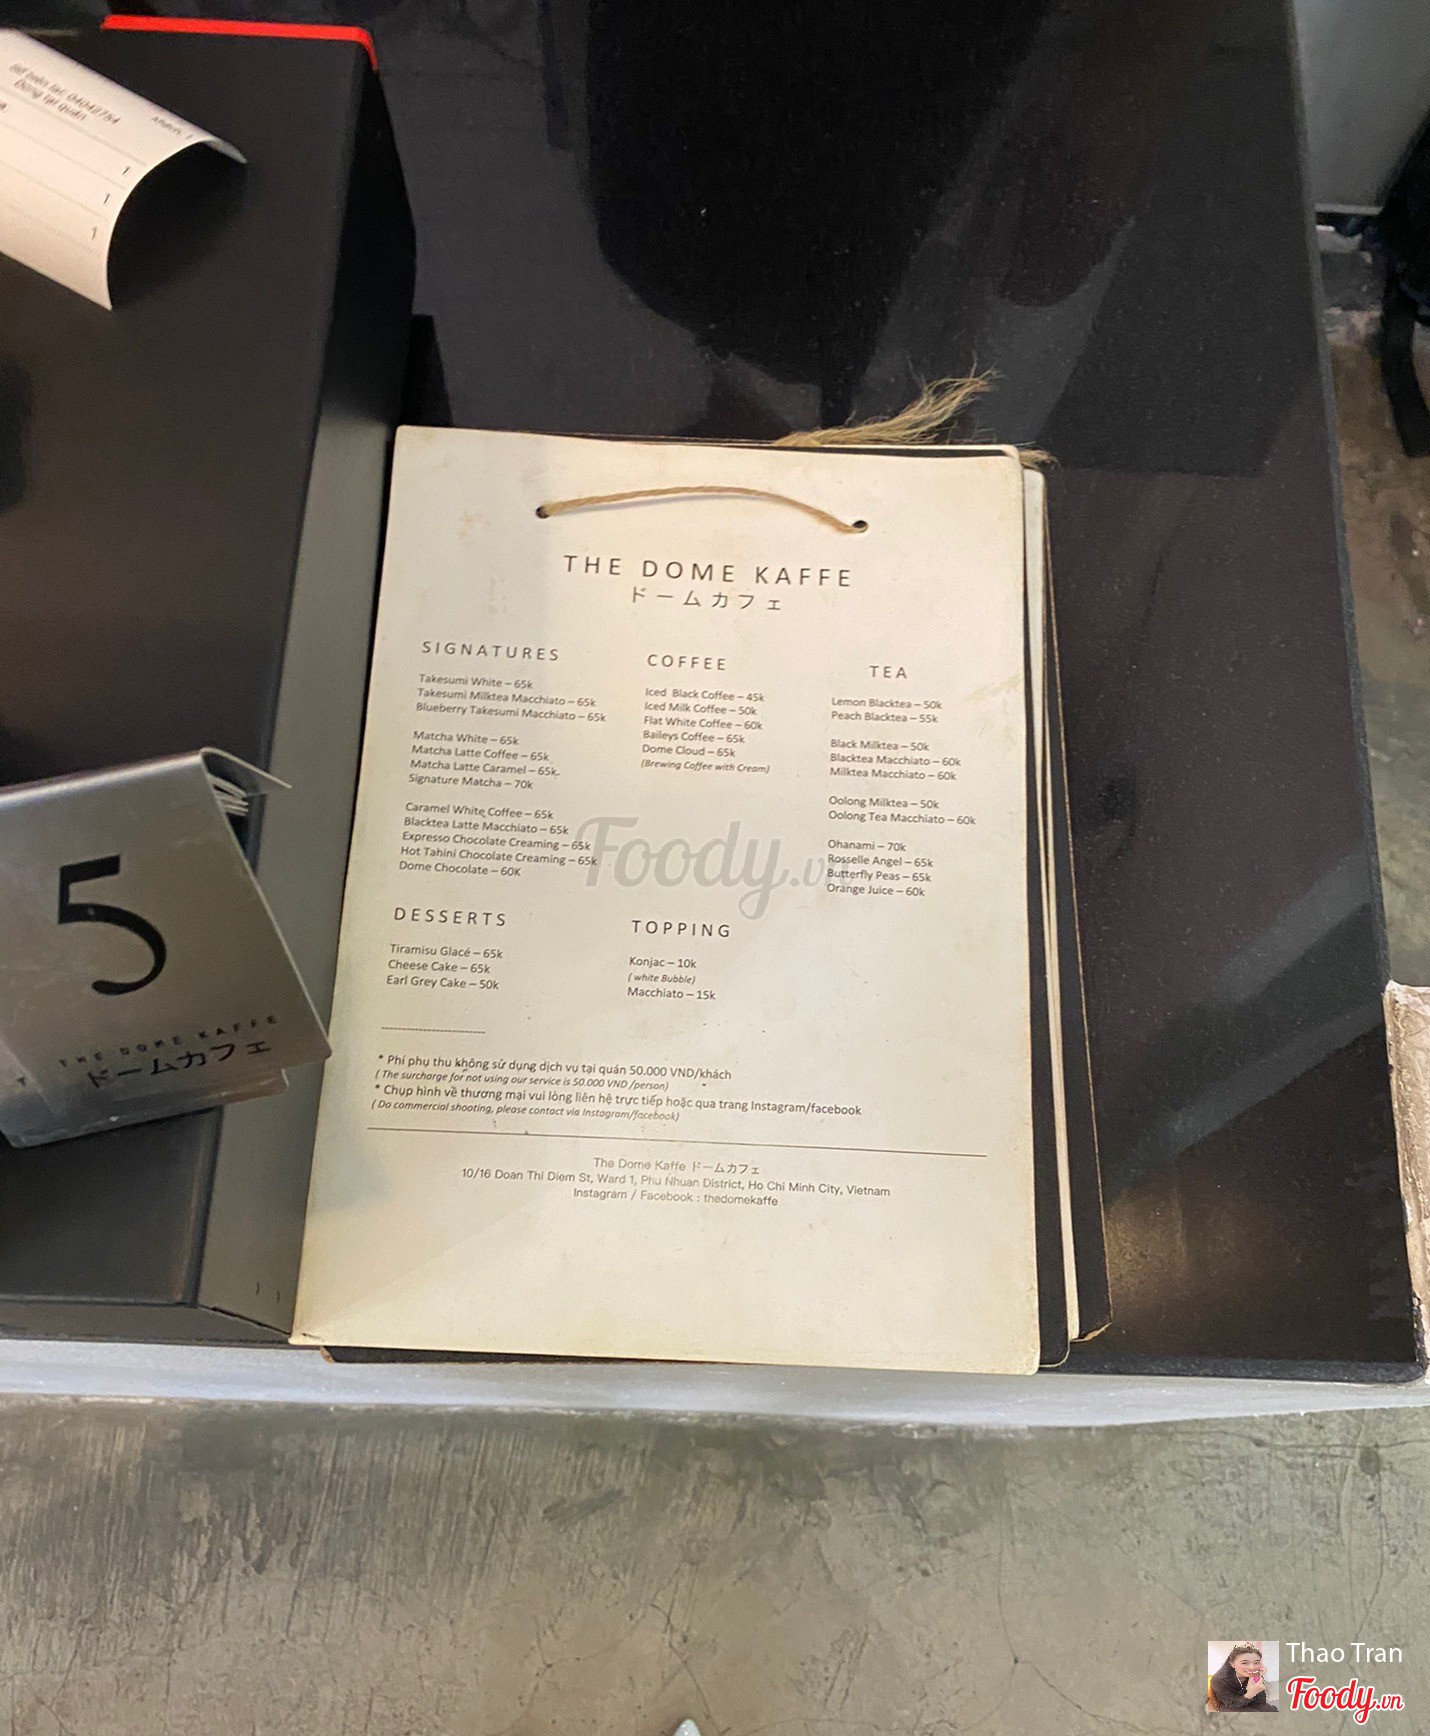 04042754
Dùng tại quán
1
1
1
THE DOME KAFFE
ドームカフェ
SIGNATURES
Takesumi White – 65k
Takesumi Milktea Macchiato – 65k
Blueberry Takesumi Macchiato – 65k
Matcha White – 65k
Matcha Latte Coffee – 65k
Matcha Latte Caramel – 65k
Signature Matcha – 70k
Caramel White Coffee – 65k
Blacktea Latte Macchiato – 65k
Expresso Chocolate Creaming – 65k
Hot Tahini Chocolate Creaming – 65k
Dome Chocolate – 60K
COFFEE
Iced Black Coffee – 45k
Iced Milk Coffee – 50k
Flat White Coffee – 60k
Baileys Coffee – 65k
Dome Cloud – 65k
(Brewing Coffee with Cream)
TEA
Lemon Blacktea – 50k
Peach Blacktea – 55k
Black Milktea – 50k
Blacktea Macchiato – 60k
Milktea Macchiato – 60k
Oolong Milktea – 50k
Oolong Tea Macchiato – 60k
Ohanami – 70k
Rosselle Angel – 65k
Butterfly Peas – 65k
Orange Juice – 60k
DESSERTS
Tiramisu Glacé – 65k
Cheese Cake – 65k
Earl Grey Cake – 50k
TOPPING
Konjac – 10k
( white Bubble)
Macchiato – 15k
* Phí phụ thu không sử dụng dịch vụ tại quán 50.000 VND/khách
( The surcharge for not using our service is 50.000 VND /person)
* Chụp hình về thương mại vui lòng liên hệ trực tiếp hoặc qua trang Instagram/facebook
( Do commercial shooting, please contact via Instagram/facebook)
The Dome Kaffe ドームカフェ
10/16 Doan Thi Diem St, Ward 1, Phu Nhuan District, Ho Chi Minh City, Vietnam
Instagram / Facebook : thedomekaffe
5
THE DOME KAFFE
ドームカフェ
Foody.vn
Thao Tran
Foody.vn